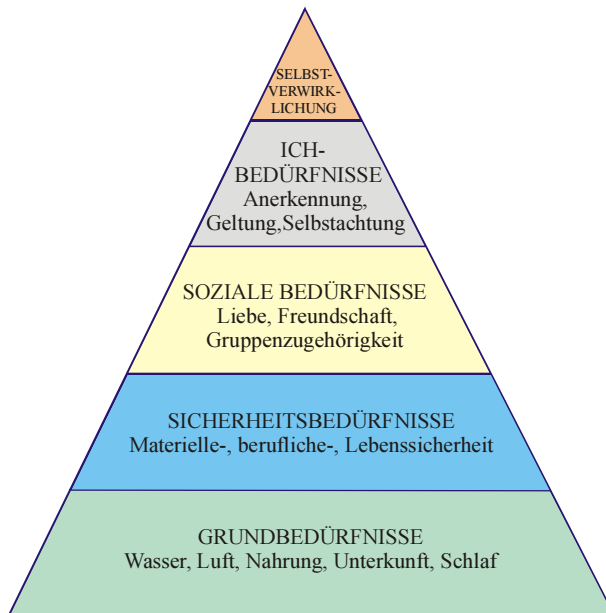 SELBST-
VERWIRK-
LICHUNG
ICH-
BEDÜRFNISSE
Anerkennung,
Geltung,Selbstachtung
SOZIALE BEDÜRFNISSE
Liebe, Freundschaft,
Gruppenzugehörigkeit
SICHERHEITSBEDÜRFNISSE
Materielle-, berufliche-, Lebenssicherheit
GRUNDBEDÜRFNISSE
Wasser, Luft, Nahrung, Unterkunft, Schlaf